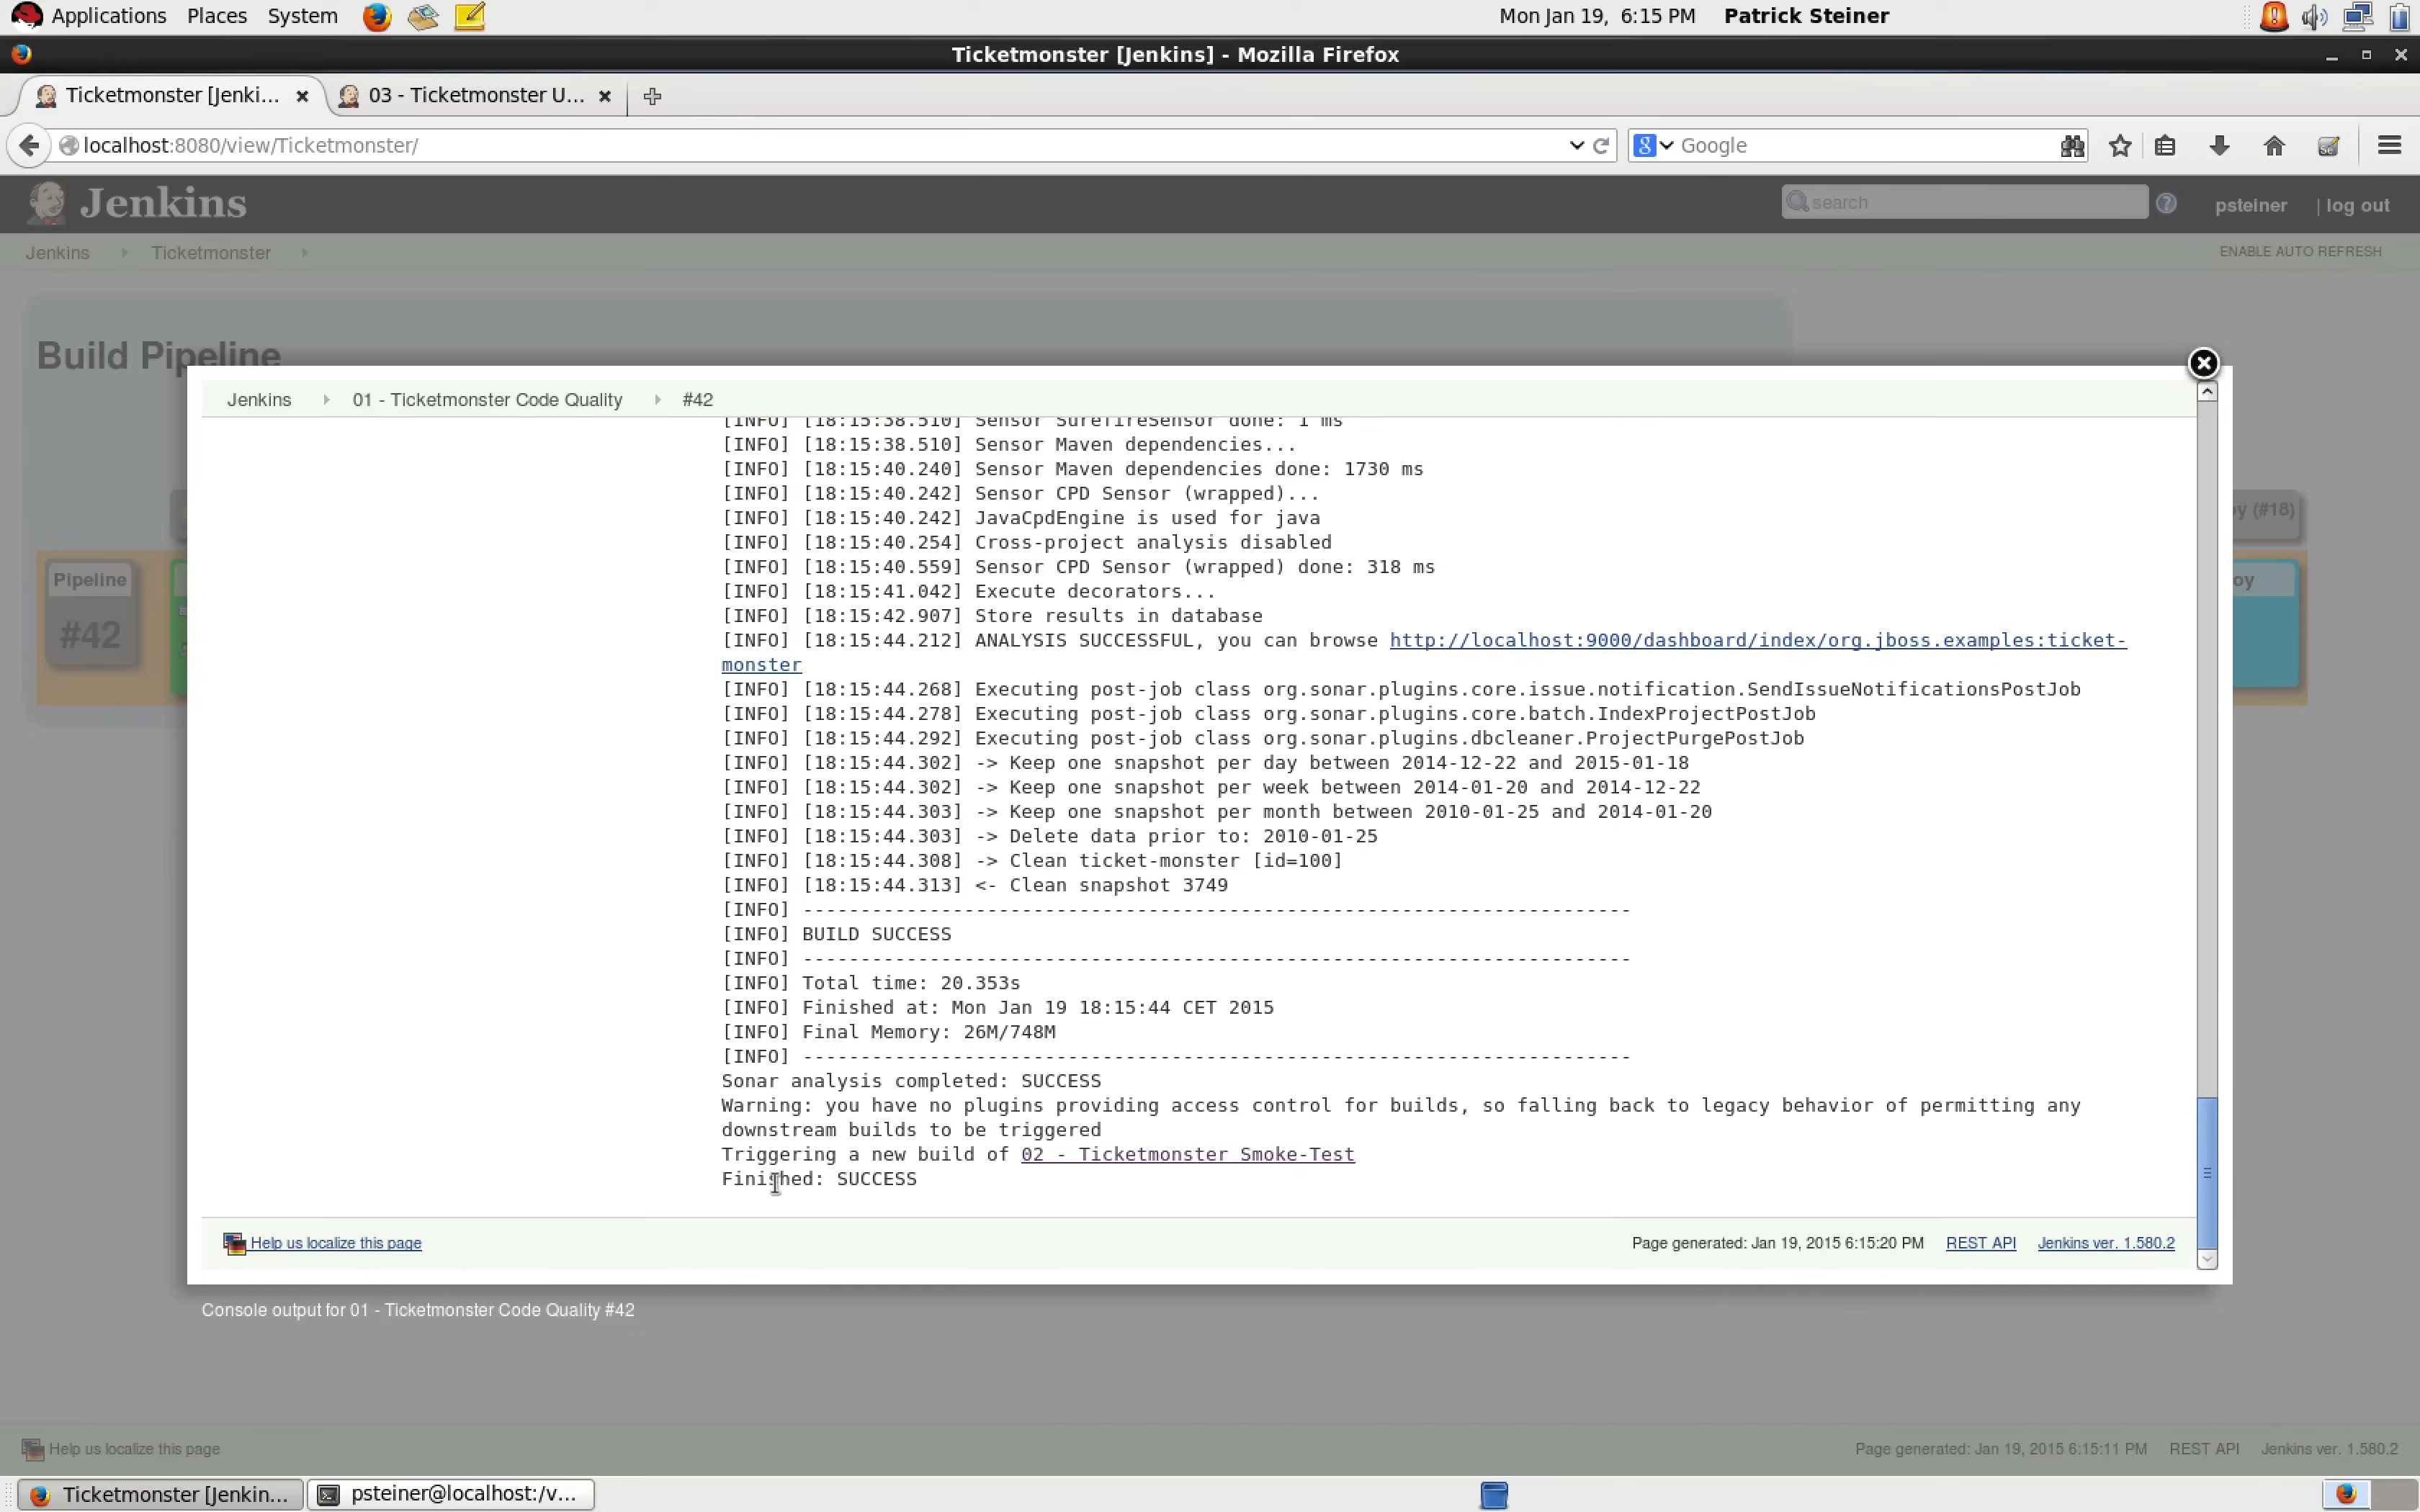 Applications Places System Mon Jan 19, 6:15 PM Patrick Steiner
Ticketmonster [Jenkins] - Mozilla Firefox
Ticketmonster [Jenki... 03 - Ticketmonster U...
localhost:8080/view/Ticketmonster/ Google
Jenkins search psteiner | log out
Jenkins Ticketmonster ENABLE AUTO REFRESH
Build Pipeline
Jenkins 01 - Ticketmonster Code Quality #42
[INFO] [18:15:38.510] Sensor SurefireSensor done: 1 ms
[INFO] [18:15:38.510] Sensor Maven dependencies...
[INFO] [18:15:40.240] Sensor Maven dependencies done: 1730 ms
[INFO] [18:15:40.242] Sensor CPD Sensor (wrapped)...
[INFO] [18:15:40.242] JavaCpdEngine is used for java
[INFO] [18:15:40.254] Cross-project analysis disabled
[INFO] [18:15:40.559] Sensor CPD Sensor (wrapped) done: 318 ms
[INFO] [18:15:41.042] Execute decorators...
[INFO] [18:15:42.907] Store results in database
[INFO] [18:15:44.212] ANALYSIS SUCCESSFUL, you can browse http://localhost:9000/dashboard/index/org.jboss.examples:ticket-
monster
[INFO] [18:15:44.268] Executing post-job class org.sonar.plugins.core.issue.notification.SendIssueNotificationsPostJob
[INFO] [18:15:44.278] Executing post-job class org.sonar.plugins.core.batch.IndexProjectPostJob
[INFO] [18:15:44.292] Executing post-job class org.sonar.plugins.dbcleaner.ProjectPurgePostJob
[INFO] [18:15:44.302] -> Keep one snapshot per day between 2014-12-22 and 2015-01-18
[INFO] [18:15:44.302] -> Keep one snapshot per week between 2014-01-20 and 2014-12-22
[INFO] [18:15:44.303] -> Keep one snapshot per month between 2010-01-25 and 2014-01-20
[INFO] [18:15:44.303] -> Delete data prior to: 2010-01-25
[INFO] [18:15:44.308] -> Clean ticket-monster [id=100]
[INFO] [18:15:44.313] <- Clean snapshot 3749
[INFO] ------------------------------------------------------------------------
[INFO] BUILD SUCCESS
[INFO] ------------------------------------------------------------------------
[INFO] Total time: 20.353s
[INFO] Finished at: Mon Jan 19 18:15:44 CET 2015
[INFO] Final Memory: 26M/748M
[INFO] ------------------------------------------------------------------------
Sonar analysis completed: SUCCESS
Warning: you have no plugins providing access control for builds, so falling back to legacy behavior of permitting any
downstream builds to be triggered
Triggering a new build of 02 - Ticketmonster Smoke-Test
Finished: SUCCESS
Help us localize this page Page generated: Jan 19, 2015 6:15:20 PM REST API Jenkins ver. 1.580.2
Pipeline
#42
oy (#18)
oy
Console output for 01 - Ticketmonster Code Quality #42
Help us localize this page Page generated: Jan 19, 2015 6:15:11 PM REST API Jenkins ver. 1.580.2
Ticketmonster [Jenkin... psteiner@localhost:/v...